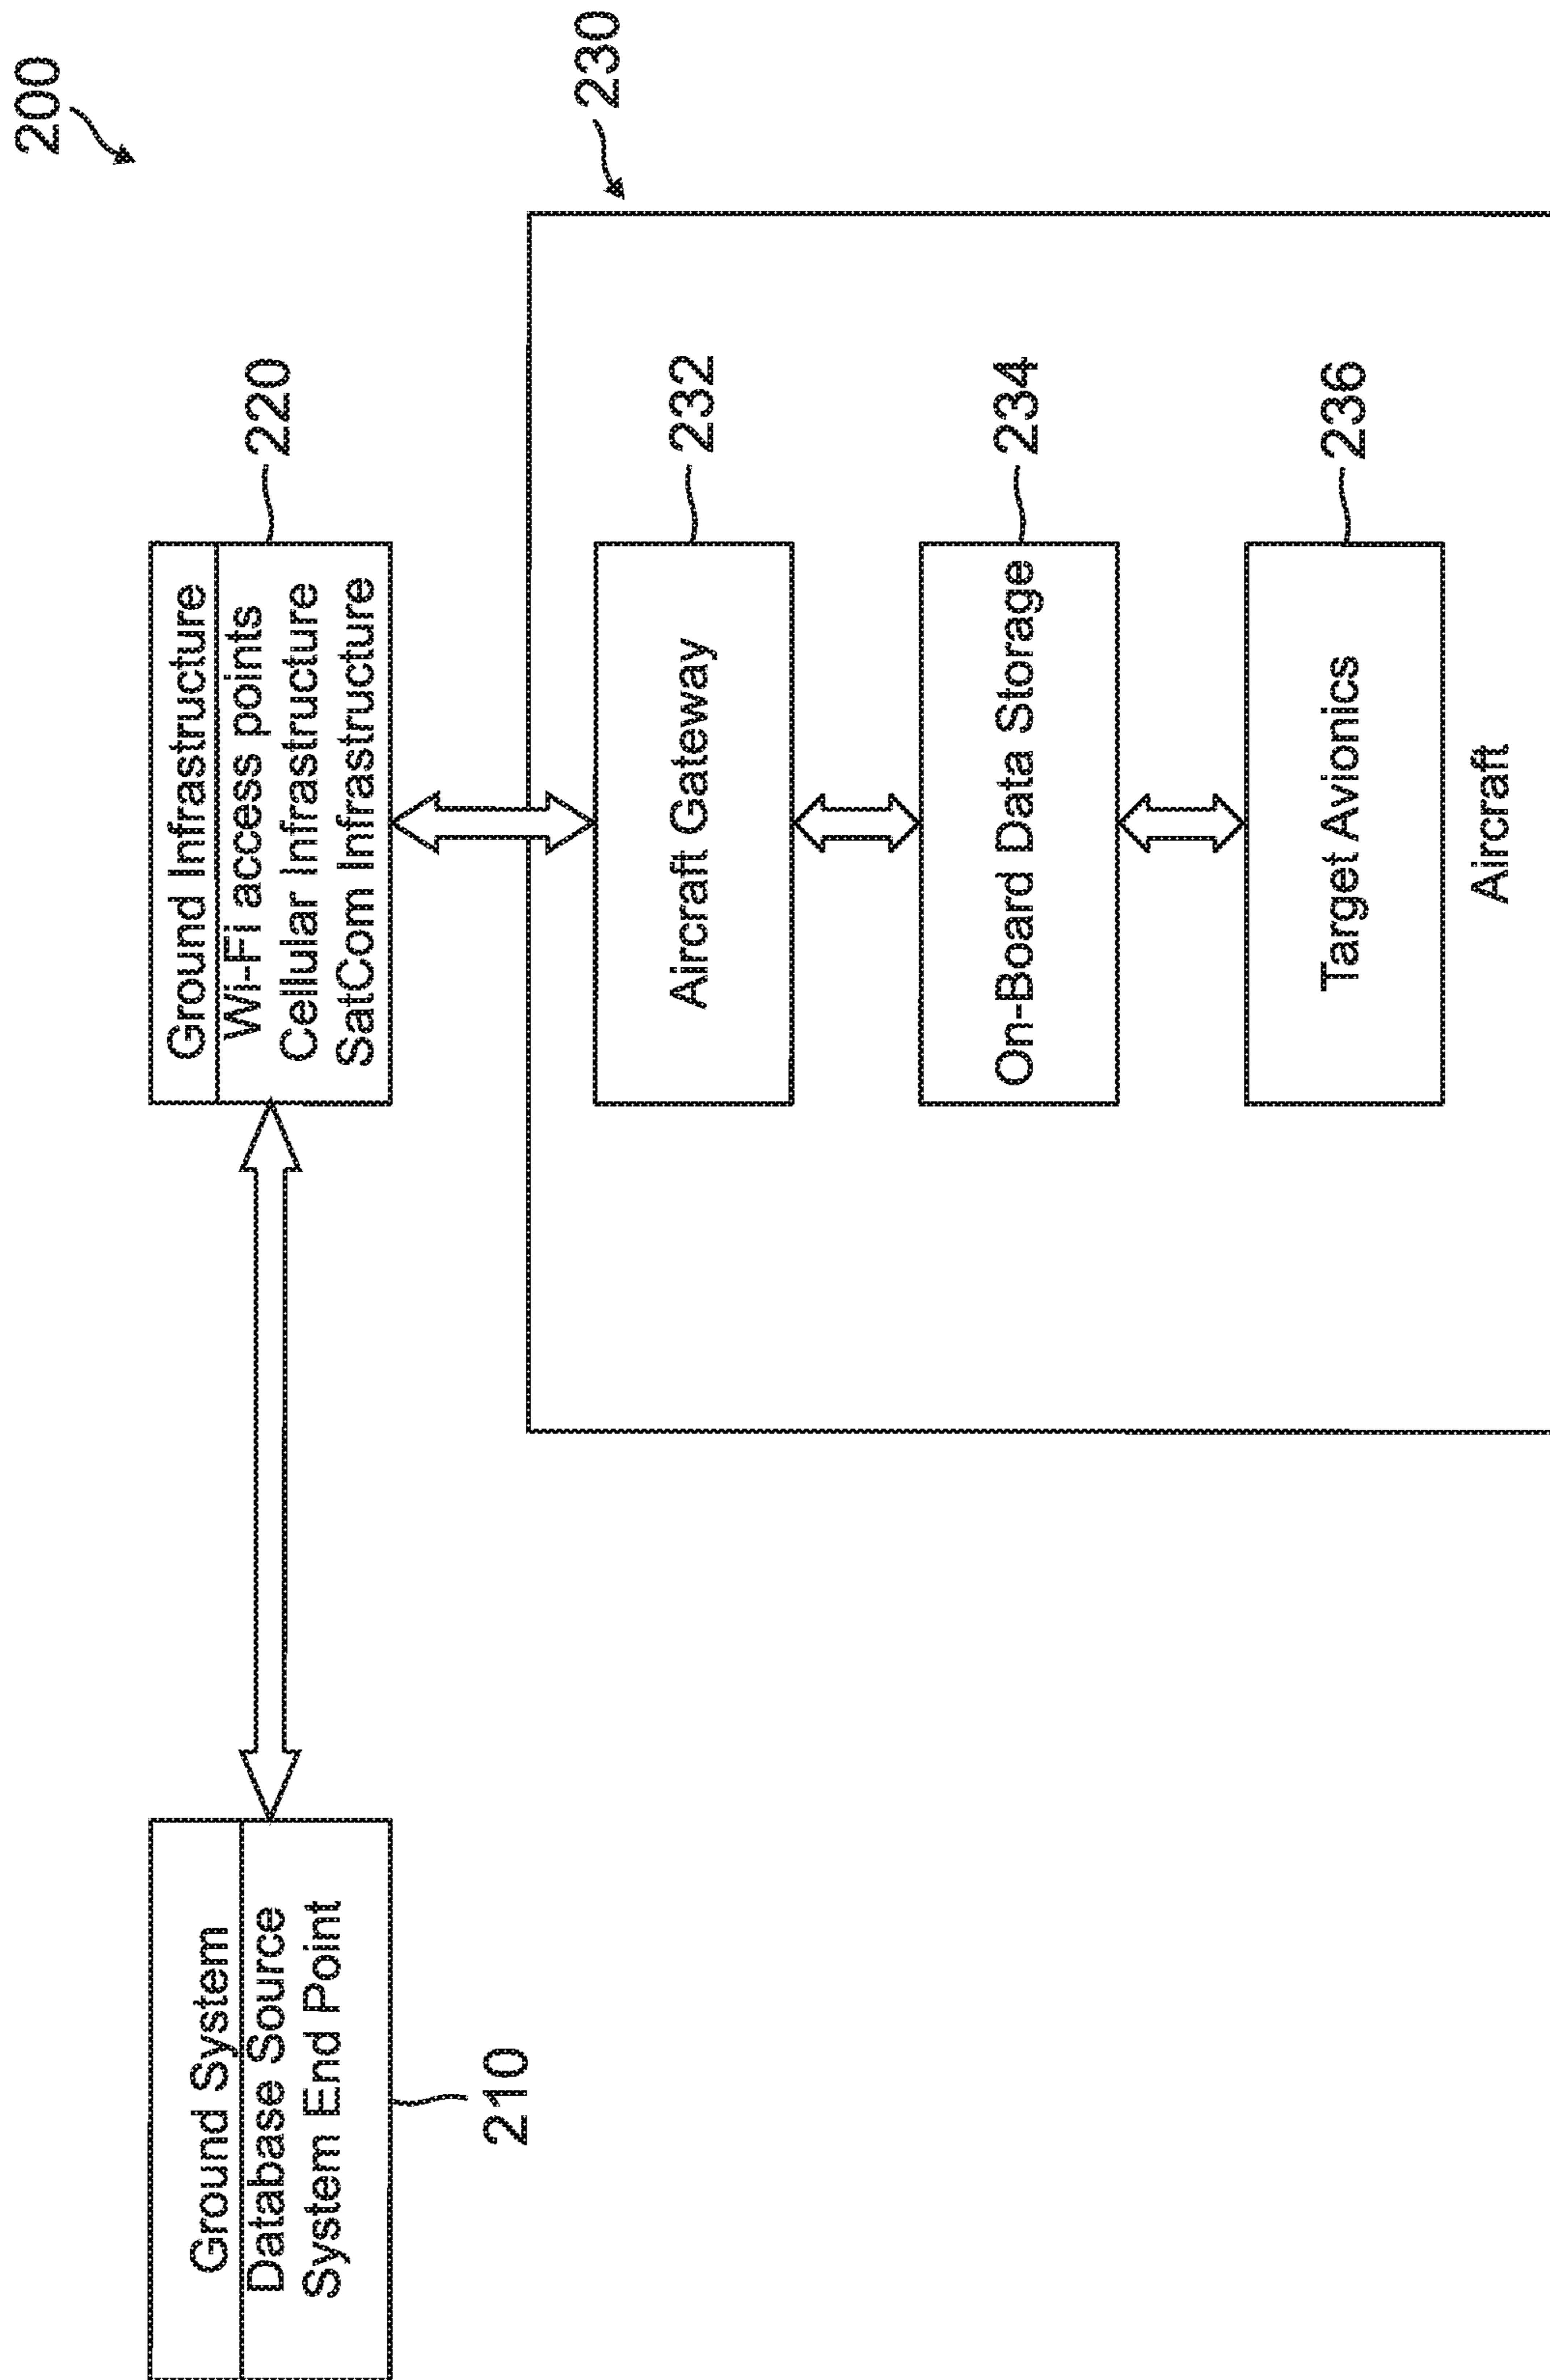 200
Ground System
Database Source
System End Point
210
Ground Infrastructure
Wi-Fi access points
Cellular Infrastructure
SatCom Infrastructure
220
230
Aircraft Gateway
232
On-Board Data Storage
234
Target Avionics
236
Aircraft